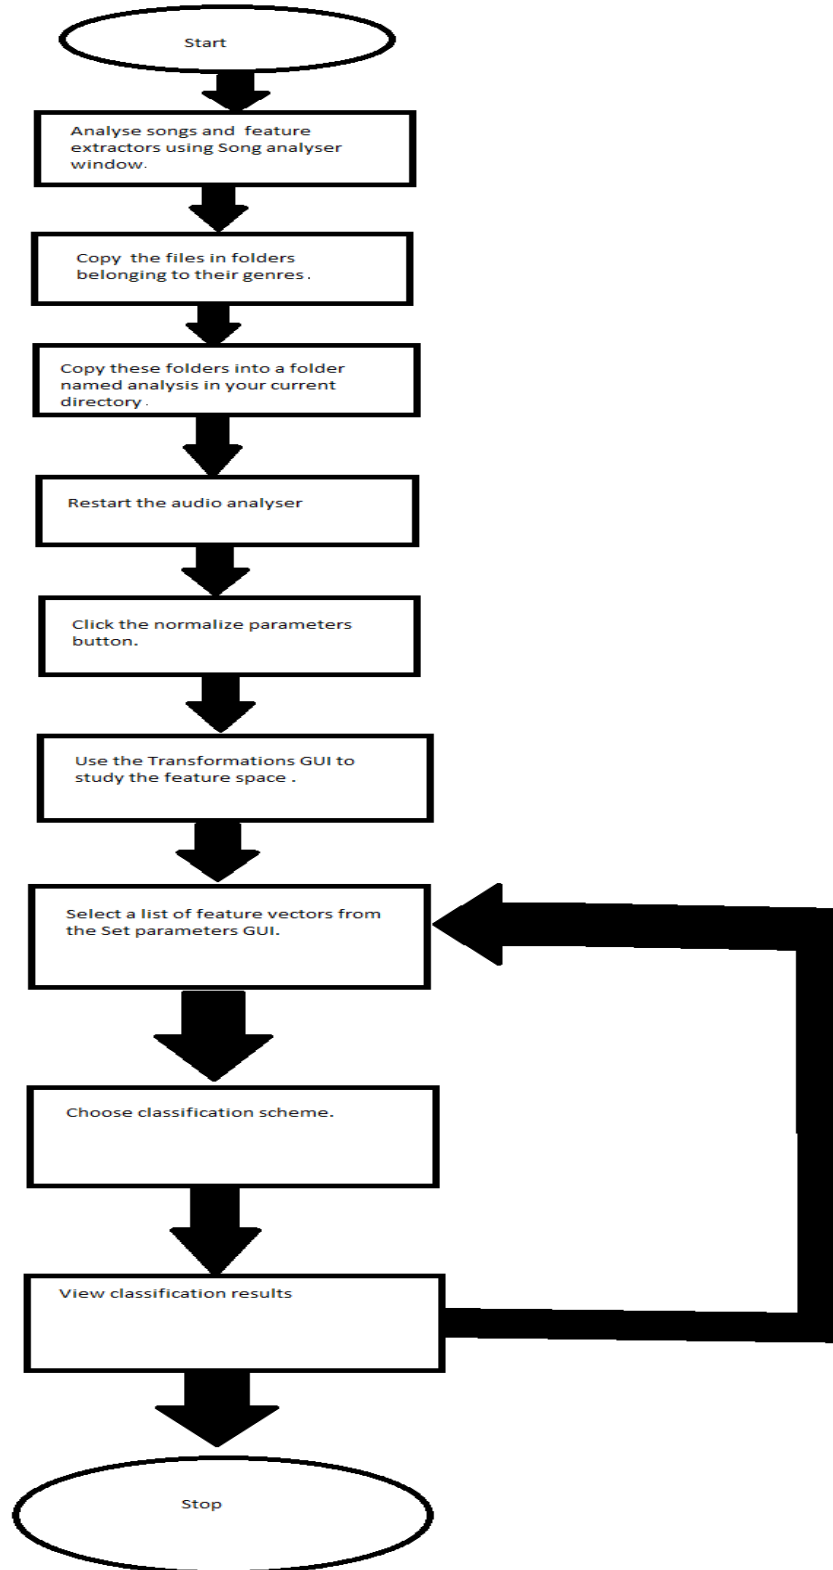 Start
Analyse songs and feature
extractors using Song analyser
window.
Copy the files in folders
belonging to their genres .
Copy these folders into a folder
named analysis in your current
directory .
Restart the audio analyser
Click the normalize parameters
button.
Use the Transformations GUI to
study the feature space .
Select a list of feature vectors from
the Set parameters GUI.
Choose classification scheme.
View classification results
Stop